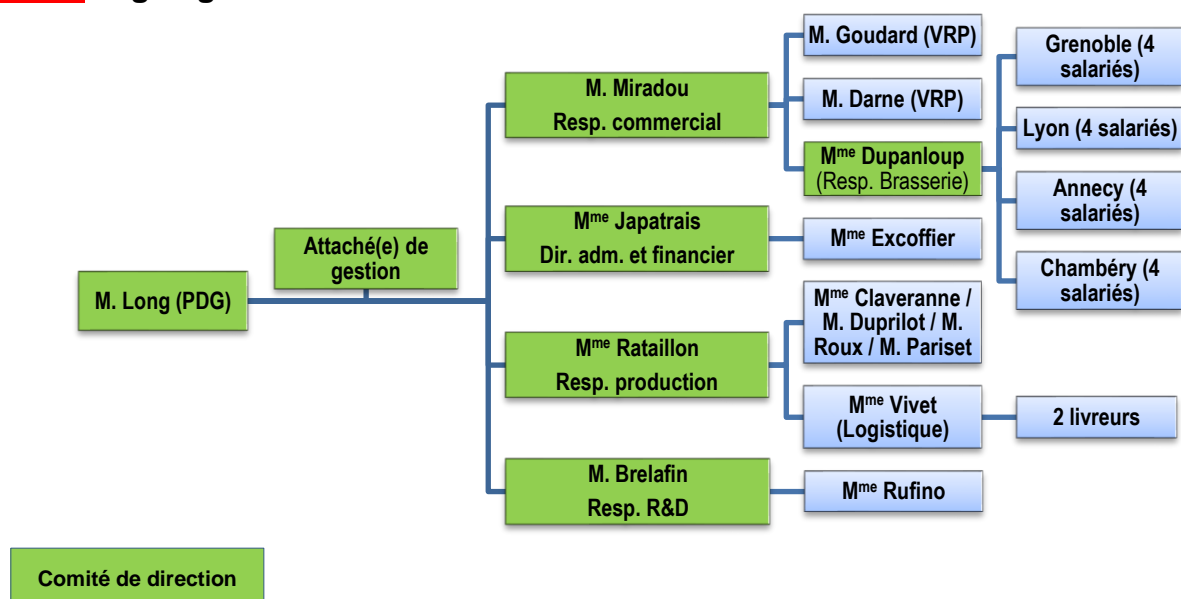 M. Goudard (VRP)
Grenoble (4
salariés)
M. Miradou
Resp. commercial
M. Darne (VRP)
Lyon (4 salariés)
Mme Dupanloup
(Resp. Brasserie)
Annecy (4
salariés)
Mme Japatrais
Dir. adm. et financier
Mme Excoffier
Attaché(e) de
gestion
Chambéry (4
salariés)
M. Long (PDG)
Mme Claveranne /
M. Duprilot / M.
Roux / M. Pariset
Mme Rataillon
Resp. production
Mme Vivet
(Logistique)
2 livreurs
M. Brelafin
Resp. R&D
Mme Rufino
Comité de direction